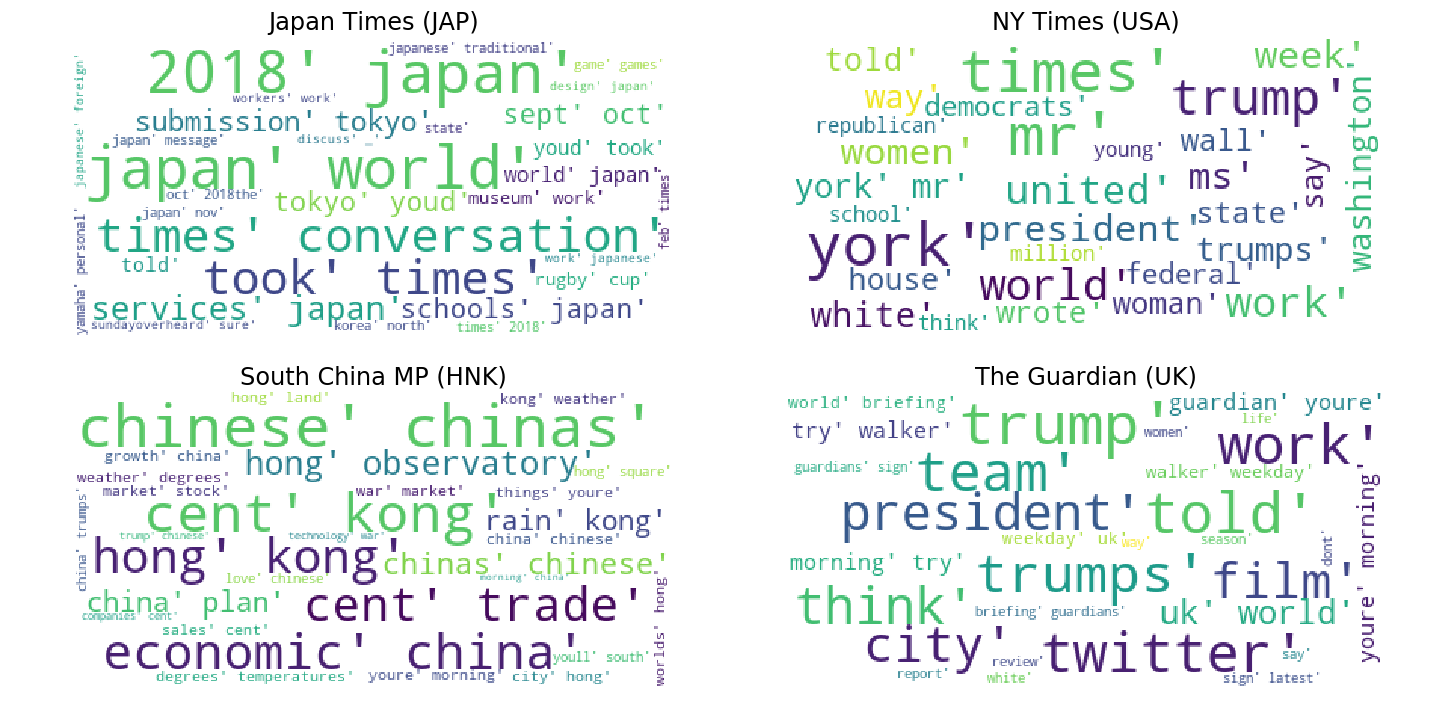 Japan Times (JAP)
japanese' traditional'
2018' japan'
game' games'
design' japan'
japanese' foreign'
workers' work'
submission' tokyo'
sept' oct'
state'
japan' message'
discuss' _'
youd' took'
japan' world'
world' japan'
oct' 2018the'
museum' work'
tokyo' youd'
japan' nov'
feb' times'
times' conversation'
yamaha' personal'
told'
work' japanese'
took' times'
rugby' cup'
services' japan'
schools' japan'
sundayoverheard' sure'
korea' north'
times' 2018'
NY Times (USA)
told'
times'
week'
way'
democrats'
trump'
republican'
mr'
wall'
washington'
women'
young'
say'
york' mr'
united'
ms'
school'
state'
york'
president'
million'
trumps'
house'
world'
federal'
white'
think'
wrote'
woman'
work'
South China MP (HNK)
hong' land'
kong' weather'
chinese' chinas'
growth' china'
hong' observatory'
hong' square'
weather' degrees'
market' stock'
war' market'
things' youre'
cent' kong'
rain' kong'
china' trumps'
trump' chinese'
technology' war'
china' chinese'
hong' kong'
chinas' chinese'
love' chinese'
morning' china'
china' plan'
cent' trade'
companies' cent'
worlds' hong'
sales' cent'
economic' china'
youll' south'
degrees' temperatures'
youre' morning'
city' hong'
The Guardian (UK)
world' briefing'
trump'
guardian' youre'
try' walker'
women'
life'
work'
guardians' sign'
team'
walker' weekday'
president'
told'
youre' morning'
weekday' uk'
way'
season'
dont'
morning' try'
trumps'
film'
think'
briefing' guardians'
uk' world'
city'
twitter'
review'
say'
report'
white'
sign' latest'